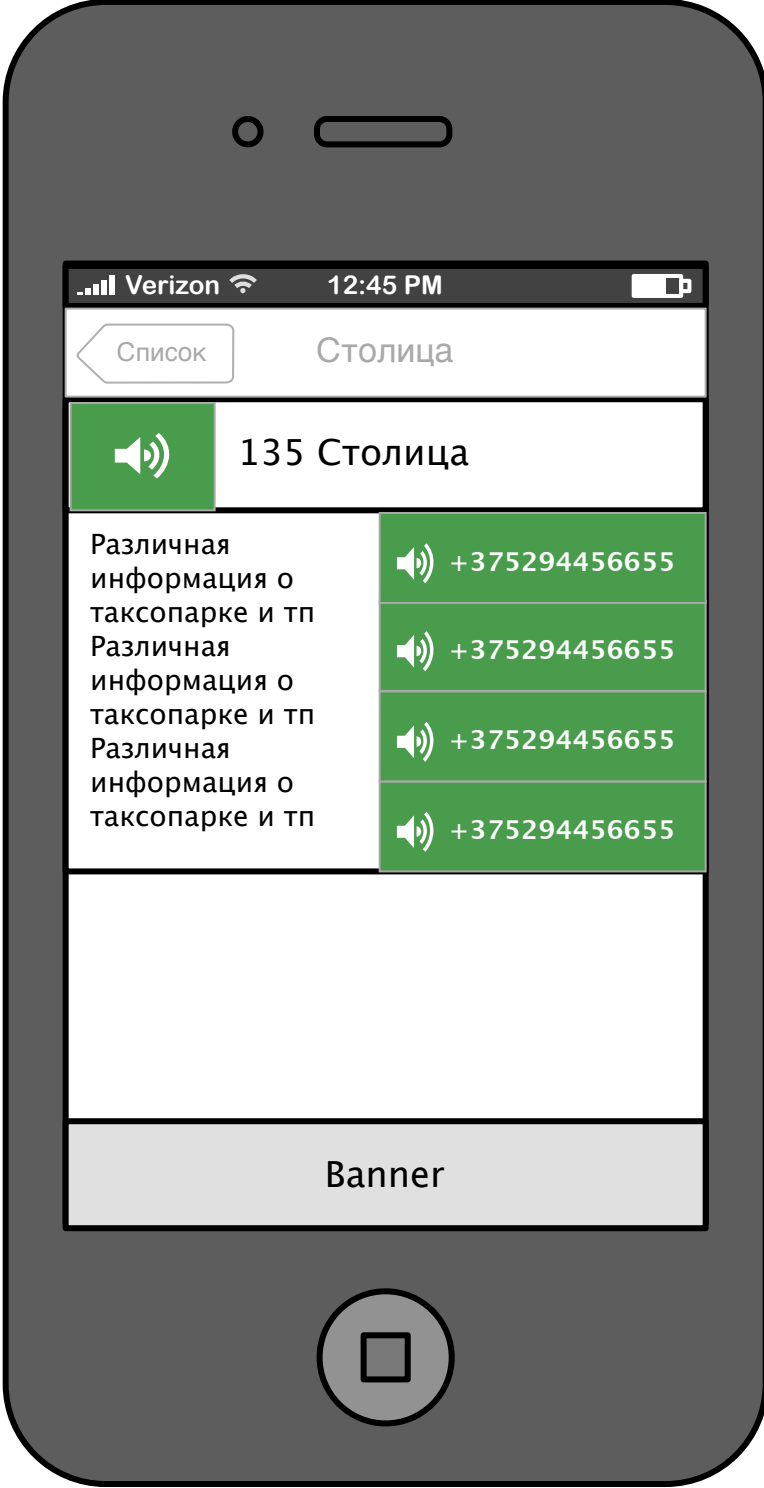 Verizon 12:45 PM
Список Столица
135 Столица
Различная
информация о
таксопарке и тп
Различная
информация о
таксопарке и тп
Различная
информация о
таксопарке и тп
+375294456655
+375294456655
+375294456655
+375294456655
Banner